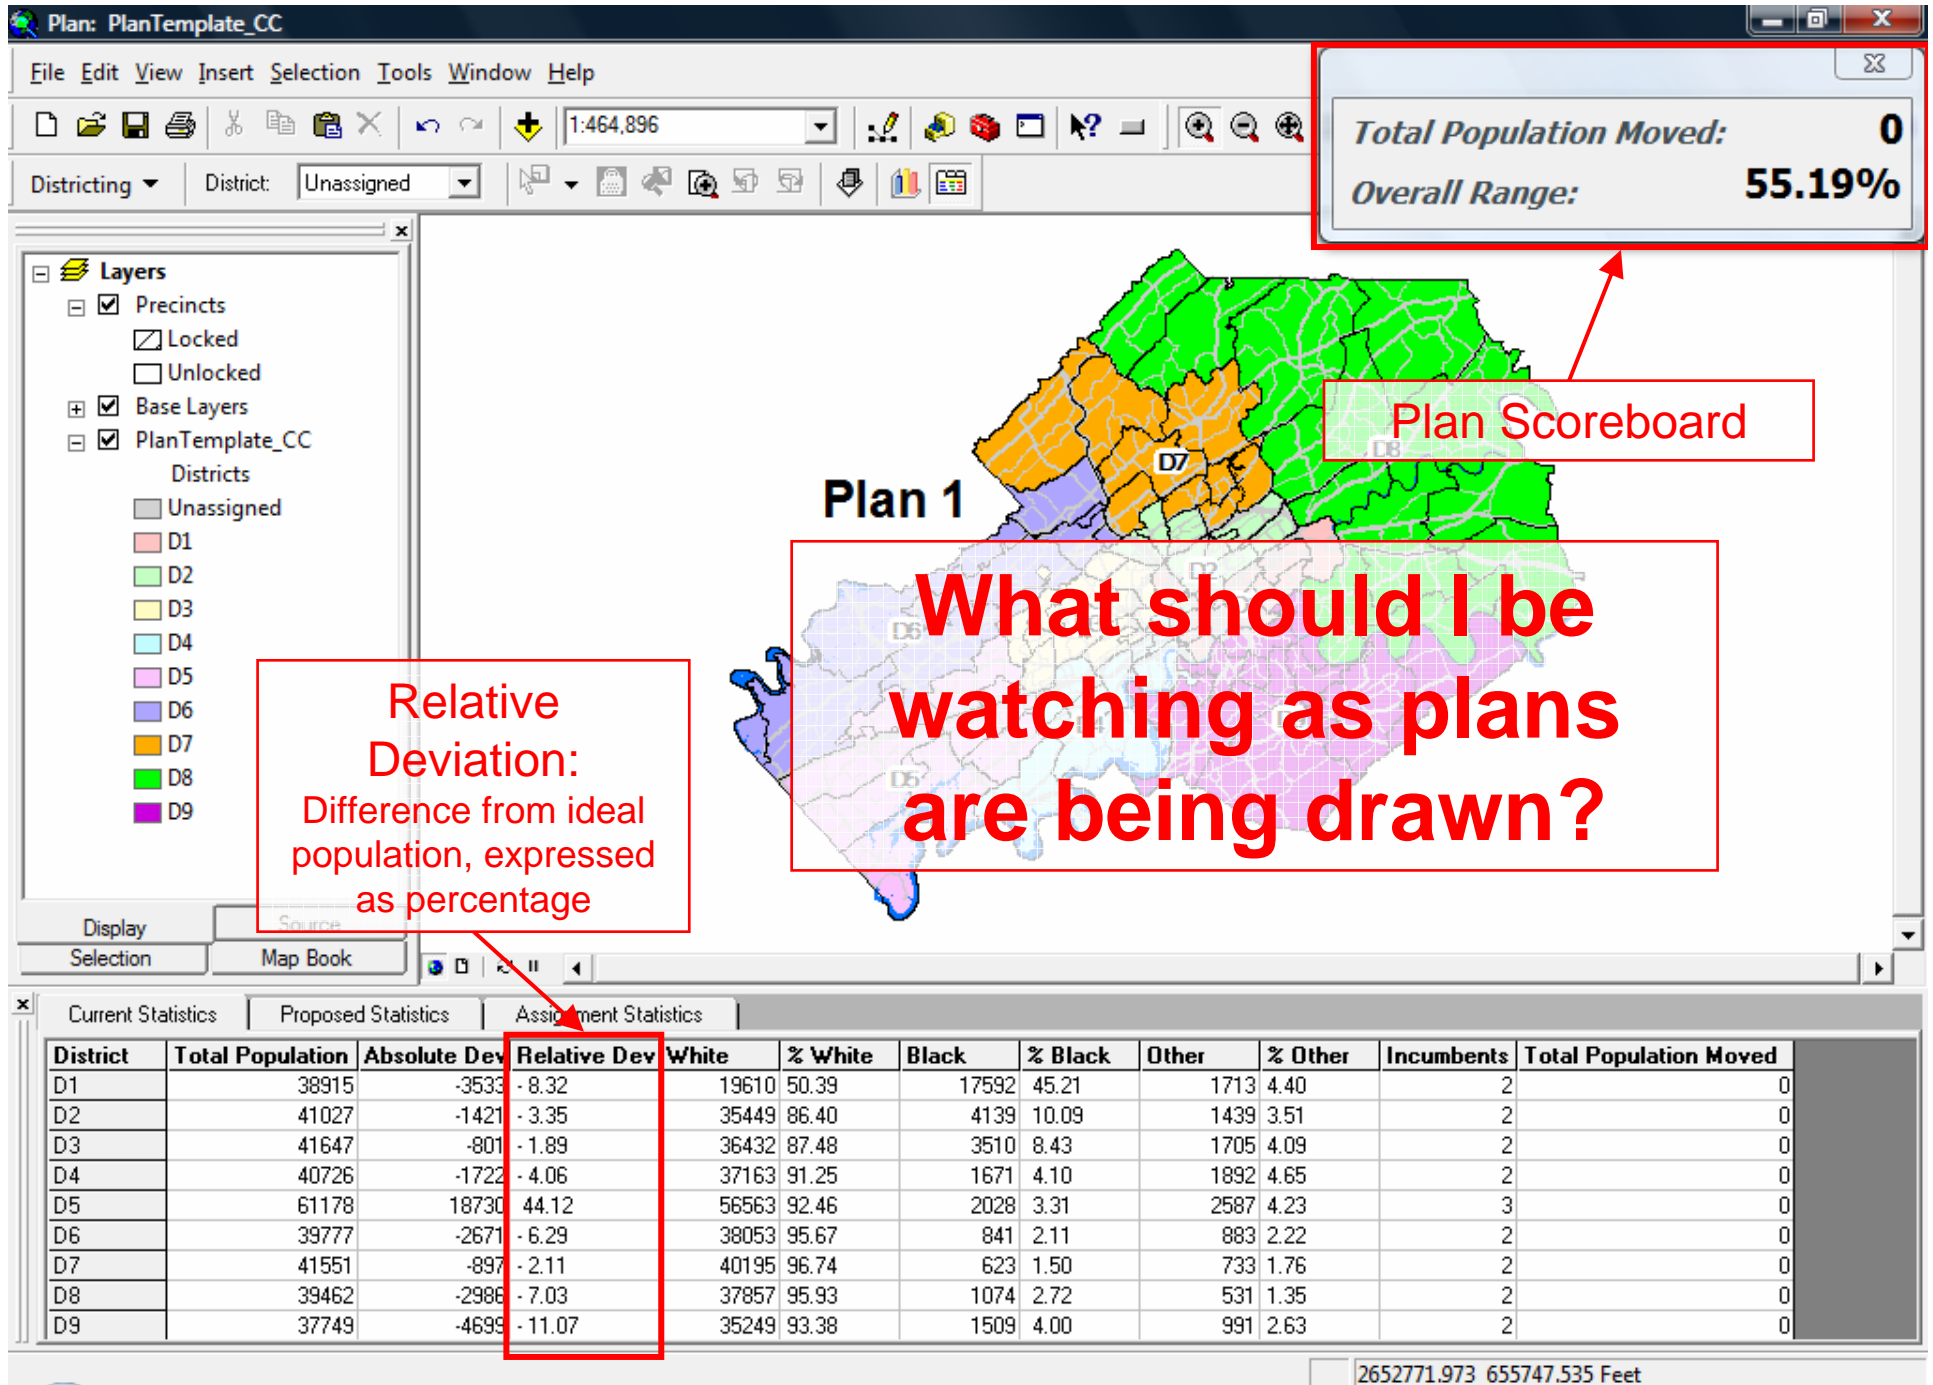 Plan: PlanTemplate_CC
File Edit View Insert Selection Tools Window Help
1:464,896
Total Population Moved: 0
Overall Range: 55.19%
Districting District: Unassigned
Layers
Precincts
Locked
Unlocked
Base Layers
PlanTemplate_CC
Districts
Unassigned
D1
D2
D3
D4
D5
D6
D7
D8
D9
Display Source
Selection Map Book
Plan Scoreboard
D8
D7
Plan 1
D2
D6
D5
What should I be
watching as plans
are being drawn?
Relative
Deviation:
Difference from ideal
population, expressed
as percentage
Current Statistics Proposed Statistics Assignment Statistics
District Total Population Absolute Dev Relative Dev White % White Black % Black Other % Other Incumbents Total Population Moved
D1 38915 -3533 - 8.32 19610 50.39 17592 45.21 1713 4.40 2 0
D2 41027 -1421 - 3.35 35449 86.40 4139 10.09 1439 3.51 2 0
D3 41647 -801 - 1.89 36432 87.48 3510 8.43 1705 4.09 2 0
D4 40726 -1722 - 4.06 37163 91.25 1671 4.10 1892 4.65 2 0
D5 61178 18730 44.12 56563 92.46 2028 3.31 2587 4.23 3 0
D6 39777 -2671 - 6.29 38053 95.67 841 2.11 883 2.22 2 0
D7 41551 -897 - 2.11 40195 96.74 623 1.50 733 1.76 2 0
D8 39462 -2986 - 7.03 37857 95.93 1074 2.72 531 1.35 2 0
D9 37749 -4699 - 11.07 35249 93.38 1509 4.00 991 2.63 2 0
2652771.973 655747.535 Feet